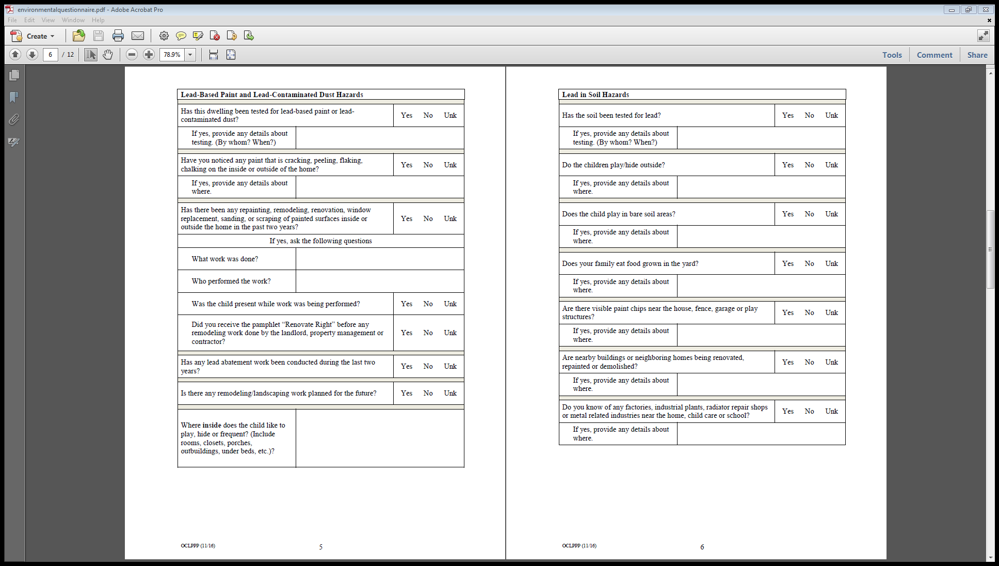 environmentalquestionnaire.pdf - Adobe Acrobat Pro
File Edit View Window Help
Create
6 / 12 78.9% Tools Comment Share
Lead-Based Paint and Lead-Contaminated Dust Hazards
Has this dwelling been tested for lead-based paint or lead-
contaminated dust?
Yes No Unk
If yes, provide any details about
testing. (By whom? When?)
Have you noticed any paint that is cracking, peeling, flaking,
chalking on the inside or outside of the home?
Yes No Unk
If yes, provide any details about
where.
Has there been any repainting, remodeling, renovation, window
replacement, sanding, or scraping of painted surfaces inside or
outside the home in the past two years?
Yes No Unk
If yes, ask the following questions
What work was done?
Who performed the work?
Was the child present while work was being performed?
Yes No Unk
Did you receive the pamphlet “Renovate Right” before any
remodeling work done by the landlord, property management or
contractor?
Yes No Unk
Has any lead abatement work been conducted during the last two
years?
Yes No Unk
Is there any remodeling/landscaping work planned for the future?
Yes No Unk
Where inside does the child like to
play, hide or frequent? (Include
rooms, closets, porches,
outbuildings, under beds, etc.)?
OCLPPP (11/16)
5
Lead in Soil Hazards
Has the soil been tested for lead?
Yes No Unk
If yes, provide any details about
testing. (By whom? When?)
Do the children play/hide outside?
Yes No Unk
If yes, provide any details about
where.
Does the child play in bare soil areas?
Yes No Unk
If yes, provide any details about
where.
Does your family eat food grown in the yard?
Yes No Unk
If yes, provide any details about
where.
Are there visible paint chips near the house, fence, garage or play
structures?
Yes No Unk
If yes, provide any details about
where.
Are nearby buildings or neighboring homes being renovated,
repainted or demolished?
Yes No Unk
If yes, provide any details about
where.
Do you know of any factories, industrial plants, radiator repair shops
or metal related industries near the home, child care or school?
Yes No Unk
If yes, provide any details about
where.
OCLPPP (11/16)
6